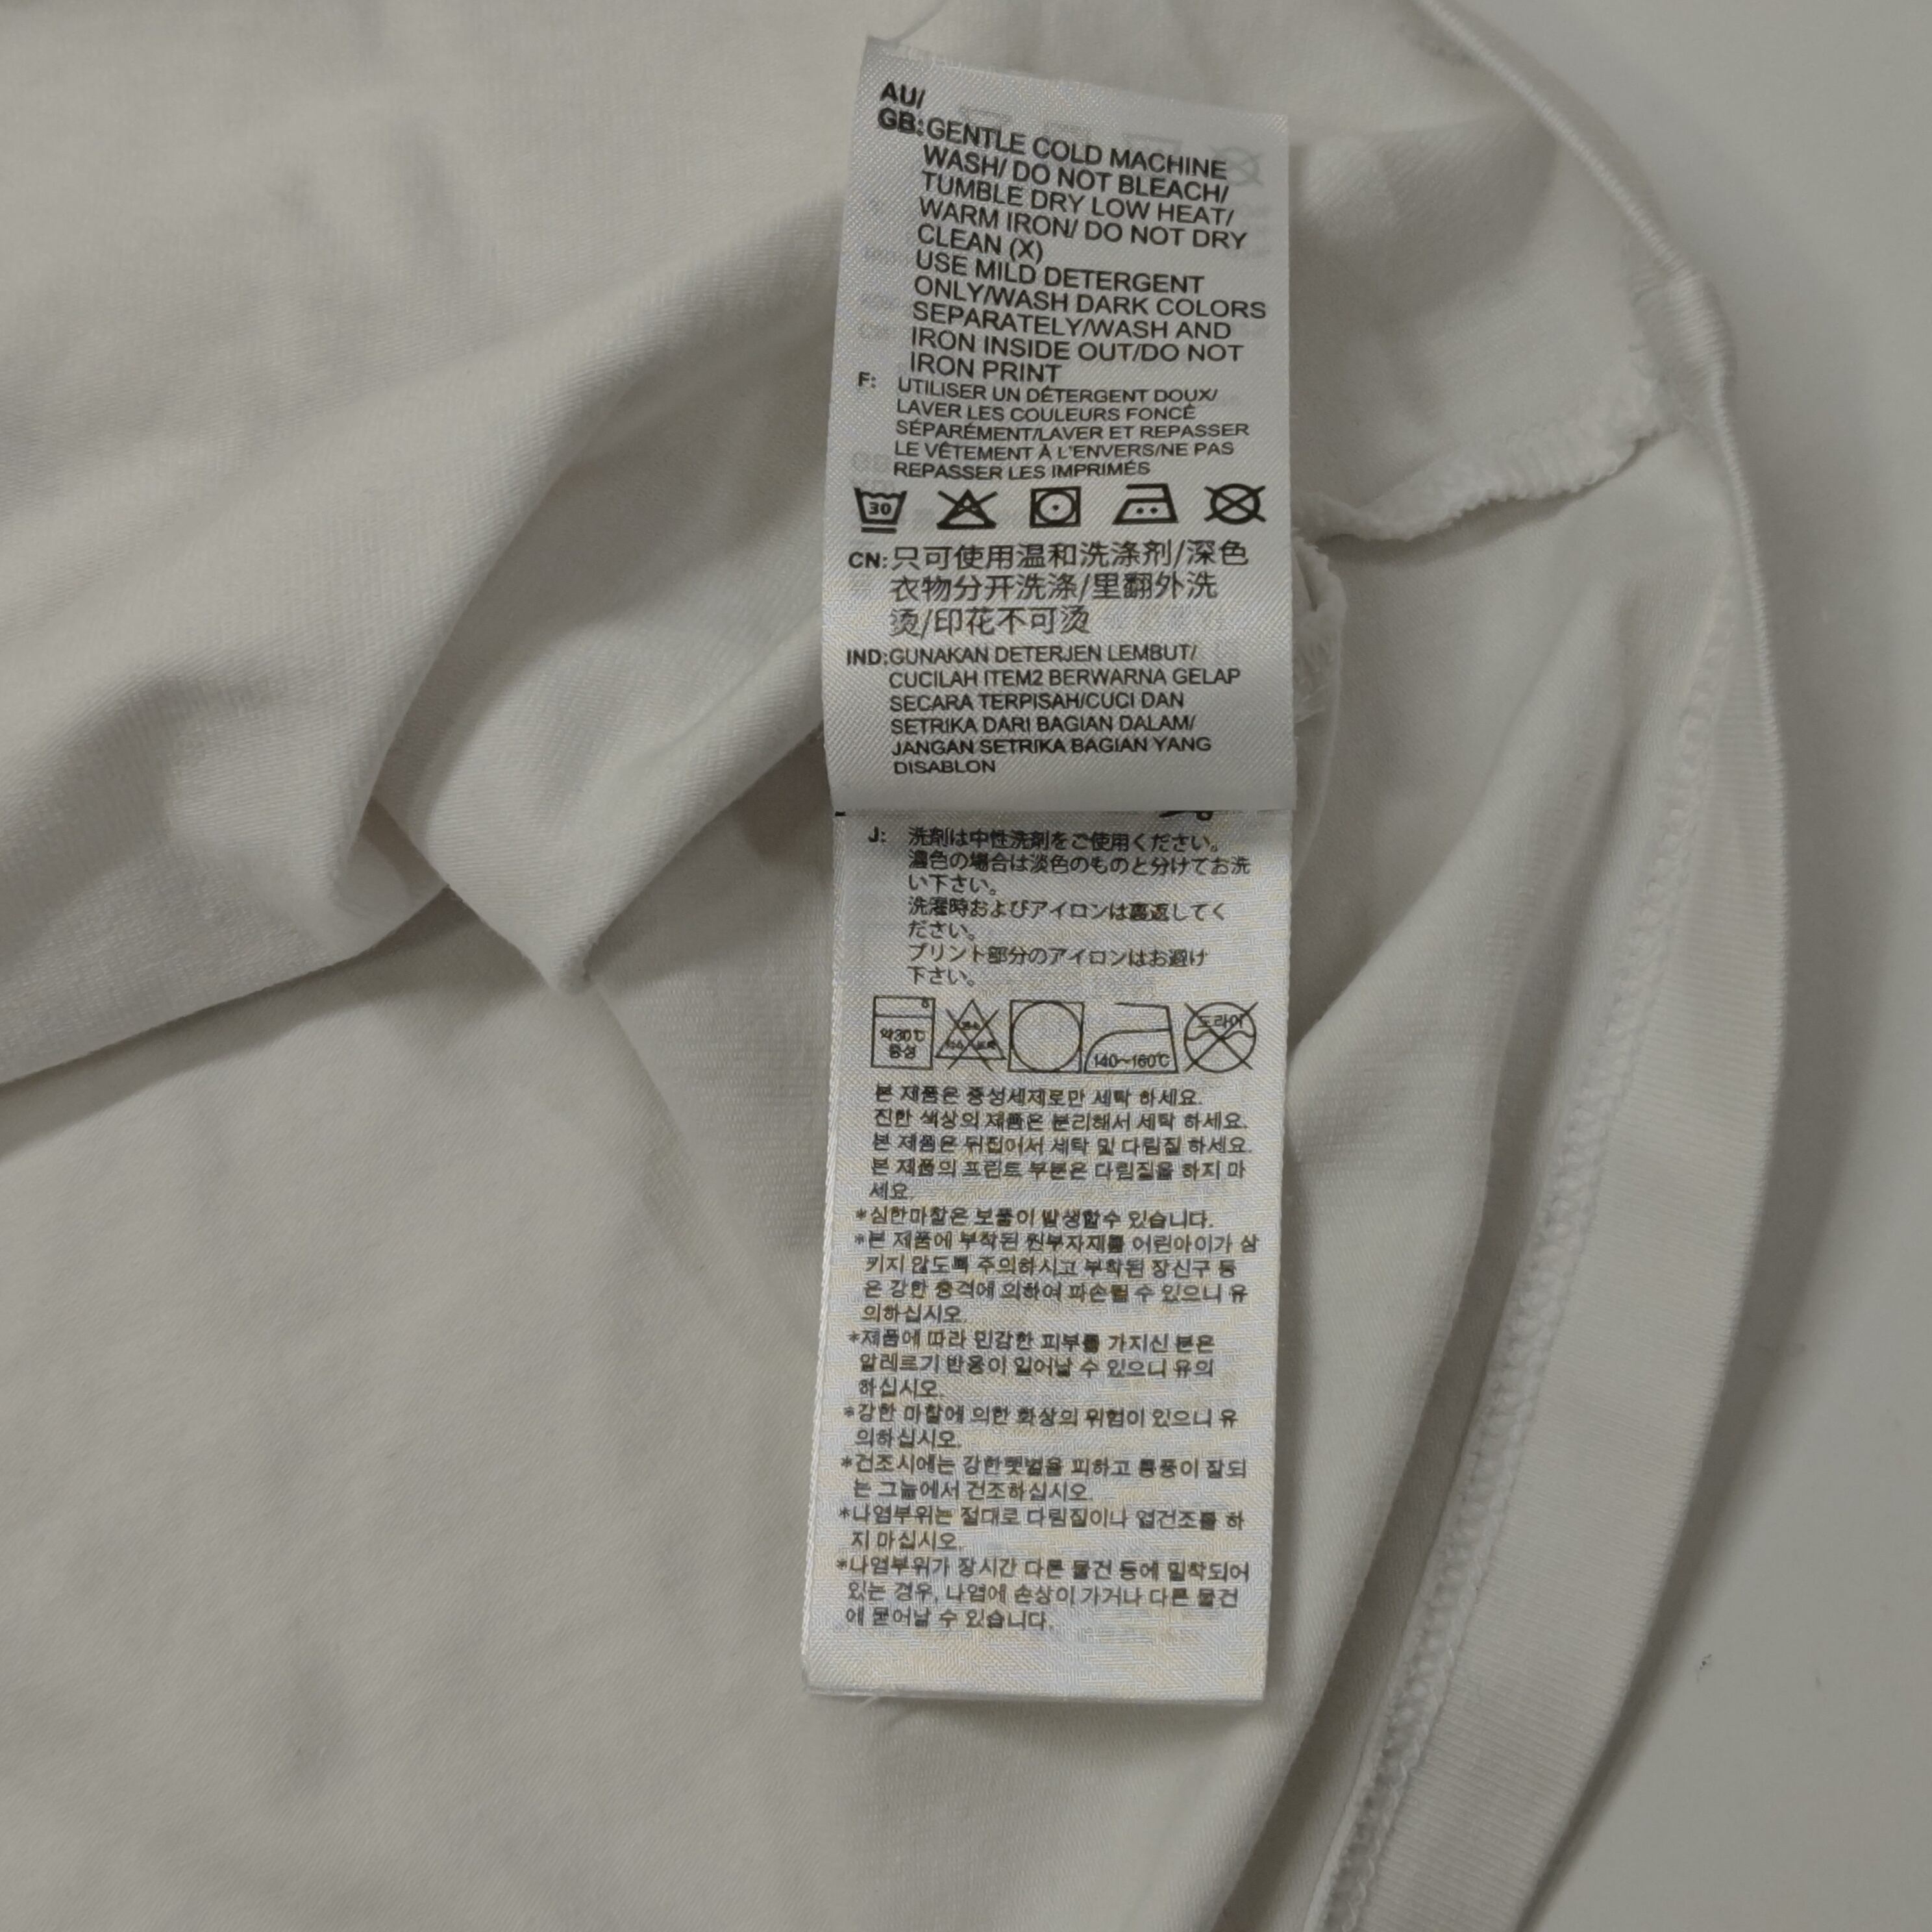 AU/
GB:GENTLE COLD MACHINE
WASH/ DO NOT BLEACH/
TUMBLE DRY LOW HEAT/
WARM IRON/ DO NOT DRY
CLEAN (X)
USE MILD DETERGENT
ONLY/WASH DARK COLORS
SEPARATELY/WASH AND
IRON INSIDE OUT/DO NOT
IRON PRINT
F: UTILISER UN DÉTERGENT DOUX/
LAVER LES COULEURS FONCÉ
SÉPARÉMENT/LAVER ET REPASSER
LE VÊTEMENT À L'ENVERS/NE PAS
REPASSER LES IMPRIMÉS
30
CN:只可使用温和洗涤剂/深色
衣物分开洗涤/里翻外洗
烫/印花不可烫
IND:GUNAKAN DETERJEN LEMBUT/
CUCILAH ITEM2 BERWARNA GELAP
SECARA TERPISAH/CUCI DAN
SETRIKA DARI BAGIAN DALAM/
JANGAN SETRIKA BAGIAN YANG
DISABLON
J: 洗剤は中性洗剤をご使用ください。
濃色の場合は淡色のものと分けてお洗
い下さい。
洗濯時およびアイロンは裏返してく
ださい。
プリント部分のアイロンはお避け
下さい。
약30℃
중성
140~160℃
드라이
본 제품은 중성세제로만 세탁 하세요.
진한 색상의 제품은 분리해서 세탁 하세요.
본 제품은 뒤집어서 세탁 및 다림질 하세요.
본 제품의 프린트 부분은 다림질을 하지 마
세요.
*심한마찰은 보풀이 발생할수 있습니다.
*본 제품에 부착된 원부자재를 어린아이가 삼
키지 않도록 주의하시고 부착된 장신구 등
은 강한 충격에 의하여 파손될 수 있으니 유
의하십시오.
*제품에 따라 민감한 피부를 가지신 분은
알레르기 반응이 일어날 수 있으니 유의
하십시오.
*강한 마찰에 의한 화상의 위험이 있으니 유
의하십시오.
*건조시에는 강한햇볕을 피하고 통풍이 잘되
는 그늘에서 건조하십시오.
*나염부위는 절대로 다림질이나 열건조를 하
지 마십시오.
*나염부위가 장시간 다른 물건 등에 밀착되어
있는 경우, 나염에 손상이 가거나 다른 물건
에 묻어날 수 있습니다.